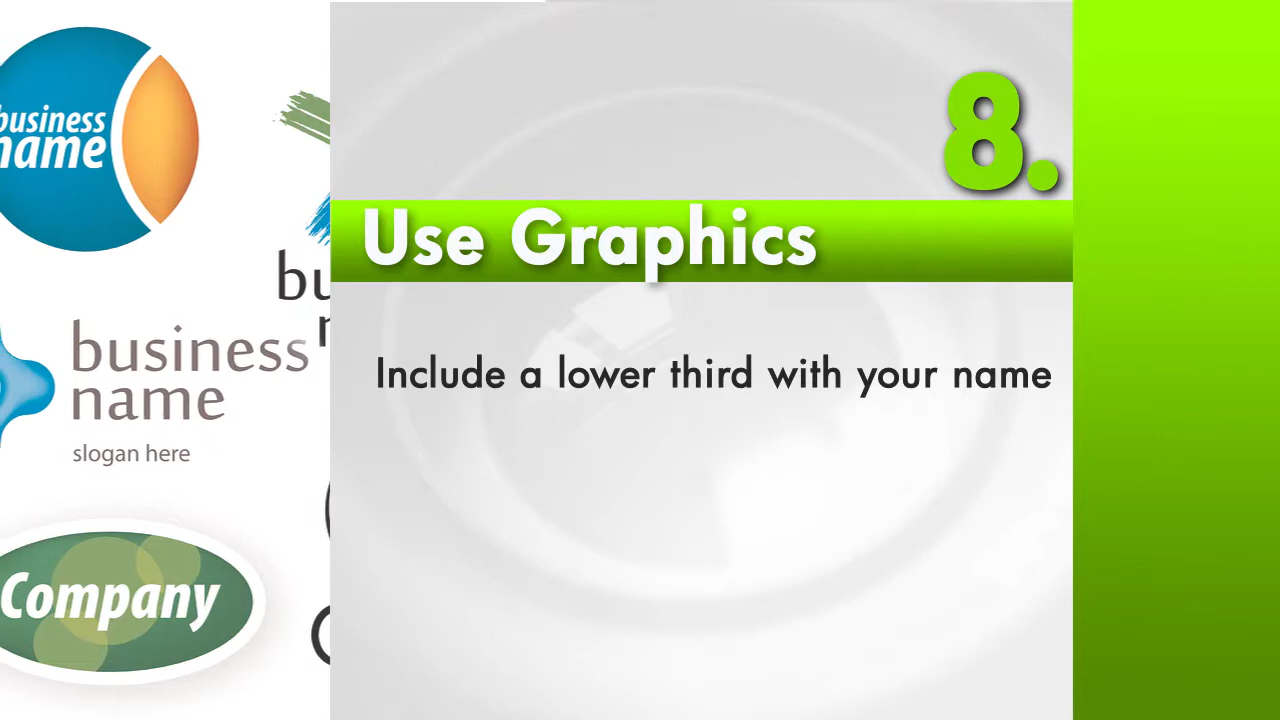 business
name
business
name
slogan here
Company
8.
Use Graphics
Include a lower third with your name